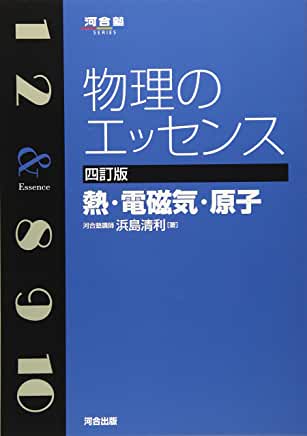 河合塾
SERIES
物理の
エッセンス
四訂版
熱・電磁気・原子
河合塾講師 浜島清利[著]
河合出版
1
2
&
Essence
8
9
10